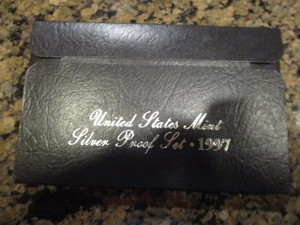 United States Mint
Silver Proof Set • 1997